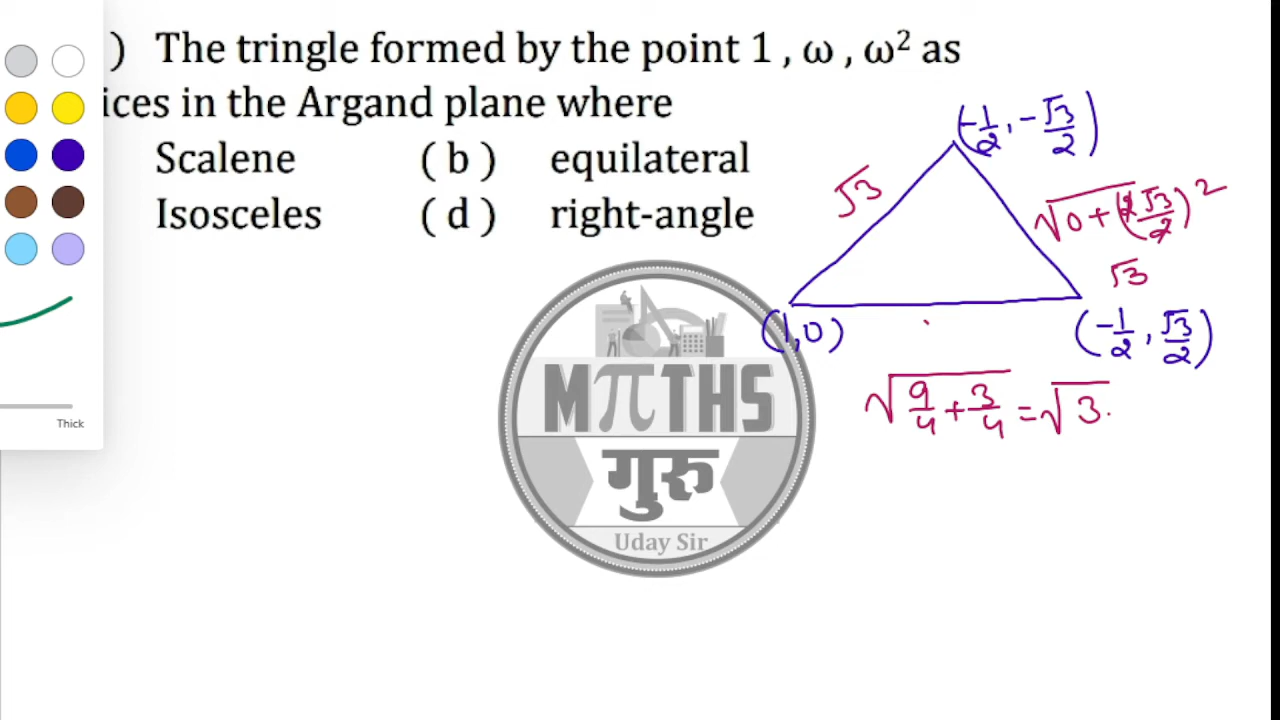 ) The tringle formed by the point 1 , ω , ω² as
ices in the Argand plane where
Scalene ( b ) equilateral
Isosceles ( d ) right-angle
(-1/2, -√3/2)
√3
√0+(2√3/2)²
√3
(1,0)
(-1/2, √3/2)
√9/4+3/4 = √3.
MπTHS
गुरु
Uday Sir
Thick